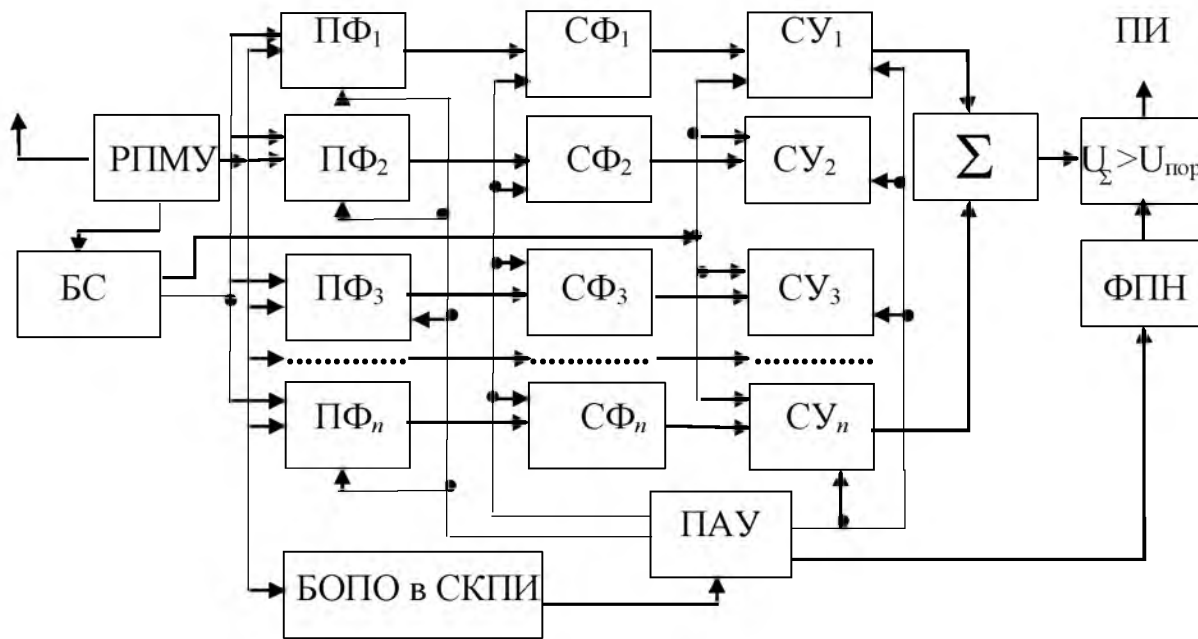 ПФ1 СФ1 СУ1 ПИ
РПМУ ПФ2 СФ2 СУ2 Σ UΣ>Uпор
БС ПФ3 СФ3 СУ3 ФПН
ПФn СФn СУn
ПАУ
БОПО в СКПИ